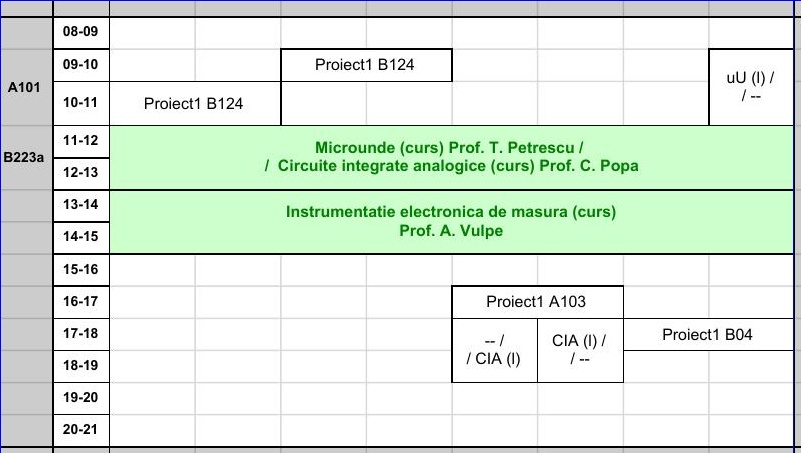 08-09
09-10
Proiect1 B124
uU (l) /
/ --
A101
10-11
Proiect1 B124
11-12
Microunde (curs) Prof. T. Petrescu /
/ Circuite integrate analogice (curs) Prof. C. Popa
B223a
12-13
13-14
Instrumentatie electronica de masura (curs)
Prof. A. Vulpe
14-15
15-16
16-17
Proiect1 A103
17-18
-- /
/ CIA (l)
CIA (l) /
/ --
Proiect1 B04
18-19
19-20
20-21